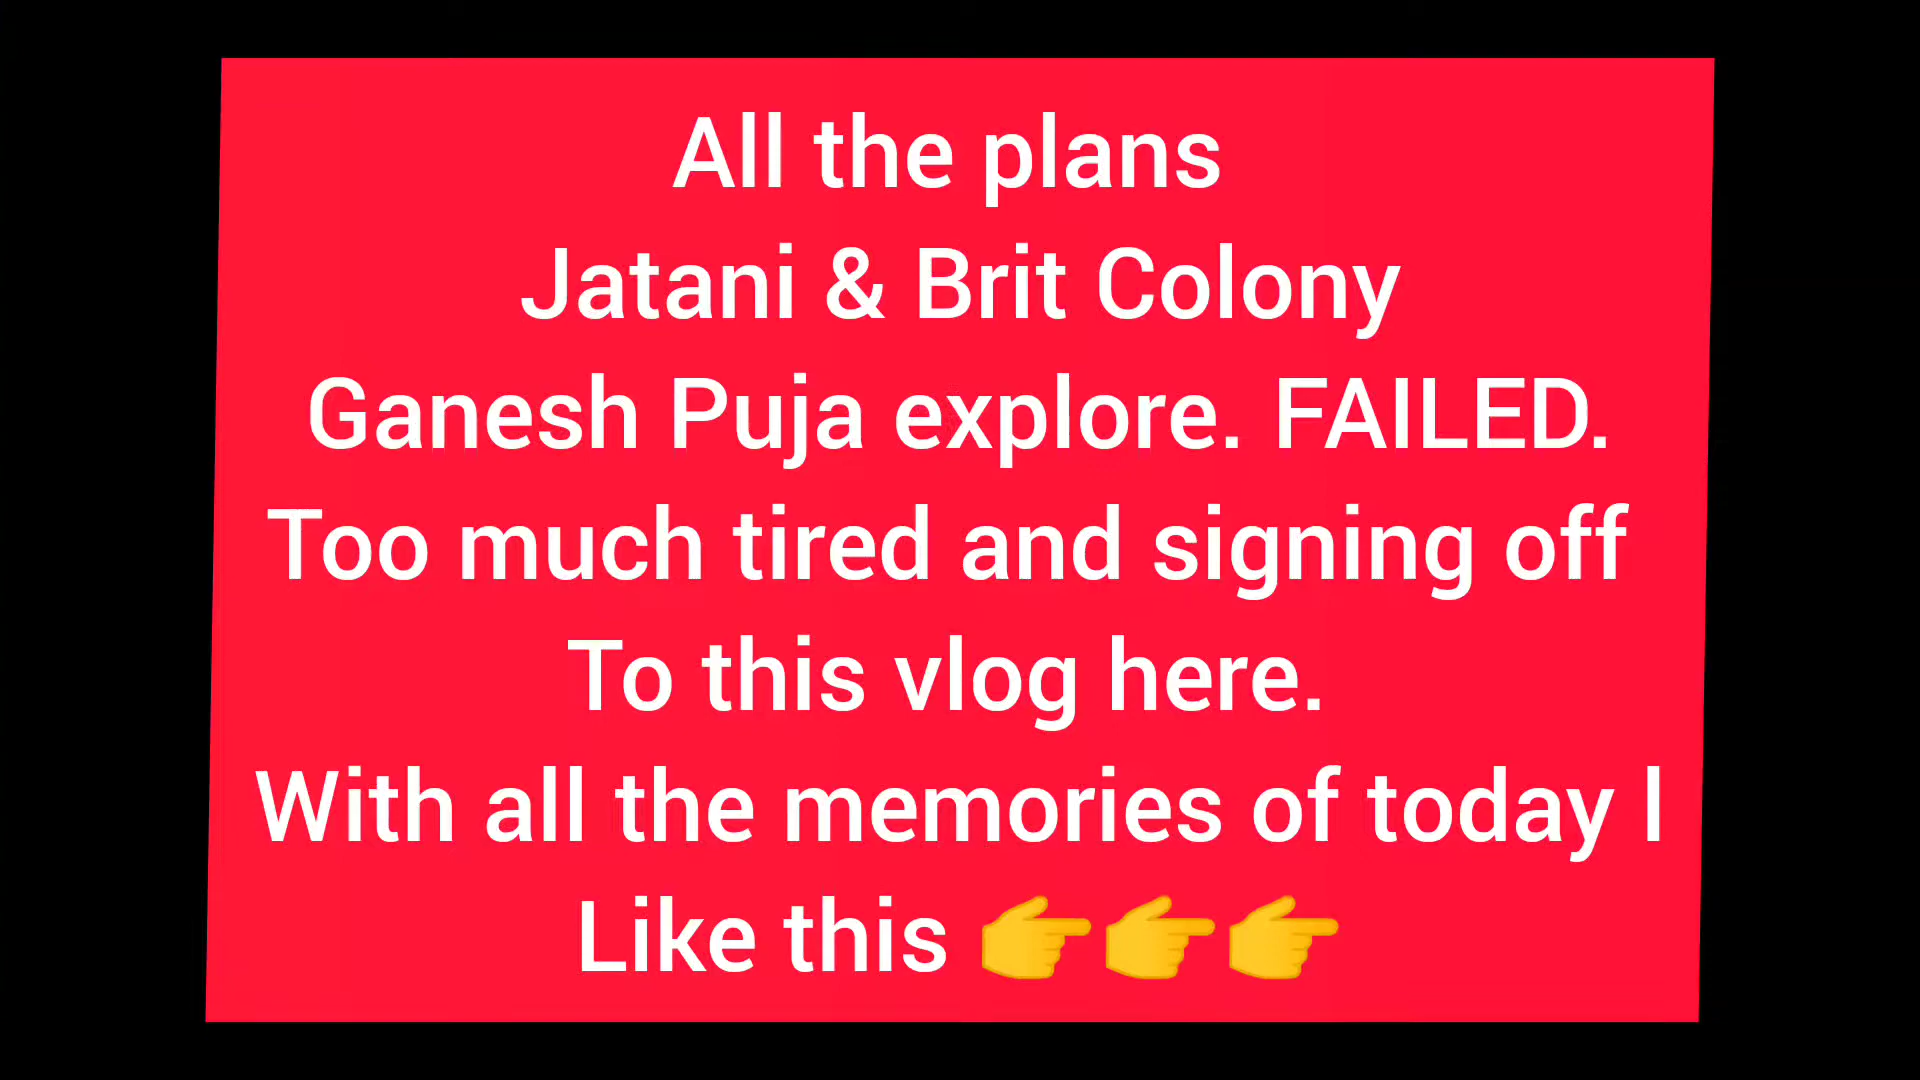 All the plans
Jatani & Brit Colony
Ganesh Puja explore. FAILED.
Too much tired and signing off
To this vlog here.
With all the memories of today I
Like this 👉👉👉